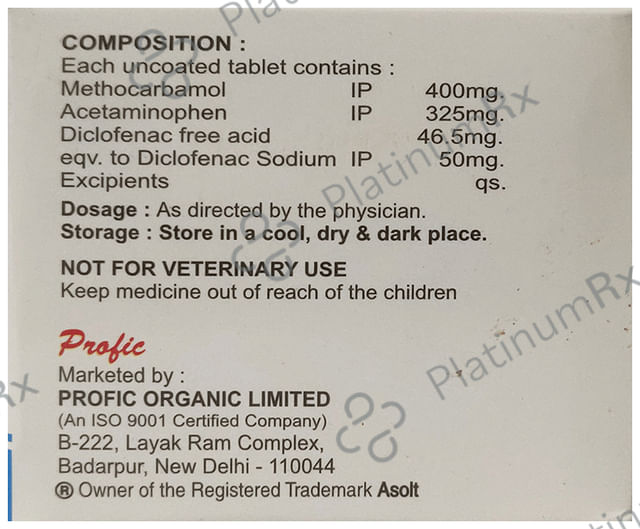 COMPOSITION :
Each uncoated tablet contains :
Methocarbamol IP 400mg.
Acetaminophen IP 325mg.
Diclofenac free acid 46.5mg.
eqv. to Diclofenac Sodium IP 50mg.
Excipients qs.
Dosage : As directed by the physician.
Storage : Store in a cool, dry & dark place.
NOT FOR VETERINARY USE
Keep medicine out of reach of the children
Profic
Marketed by :
PROFIC ORGANIC LIMITED
(An ISO 9001 Certified Company)
B-222, Layak Ram Complex,
Badarpur, New Delhi - 110044
® Owner of the Registered Trademark Asolt
PlatinumRx
PlatinumRx